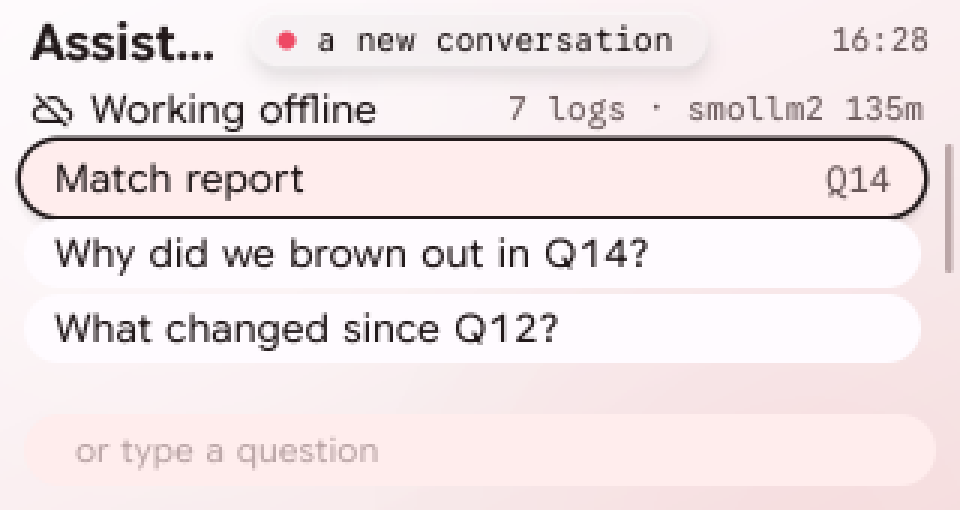 Assist... a new conversation 16:28
Working offline 7 logs · smollm2 135m
Match report Q14
Why did we brown out in Q14?
What changed since Q12?
or type a question